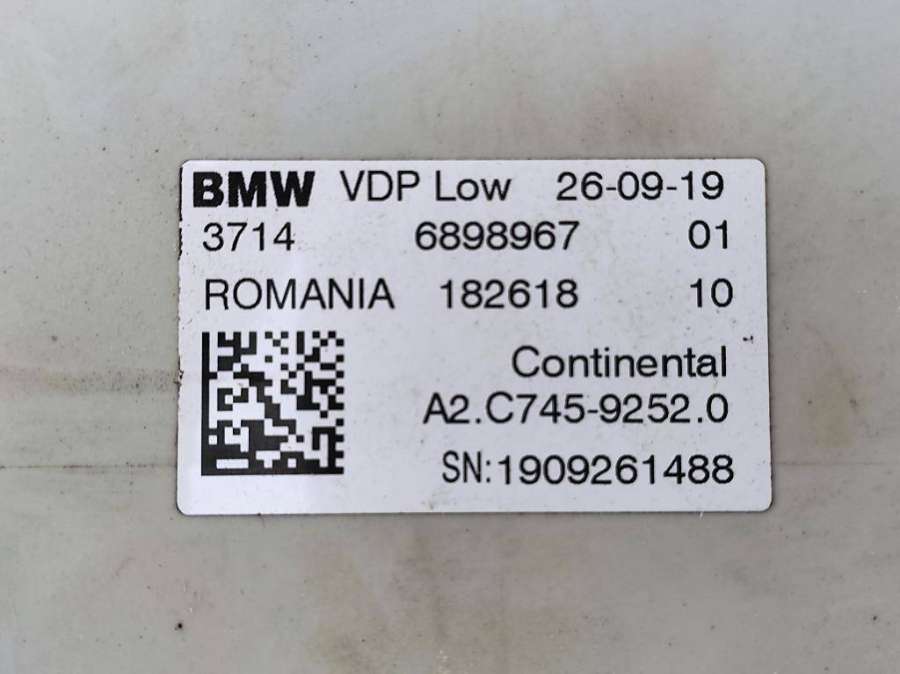 BMW VDP Low 26-09-19
3714 6898967 01
ROMANIA 182618 10
Continental
A2.C745-9252.0
SN:1909261488